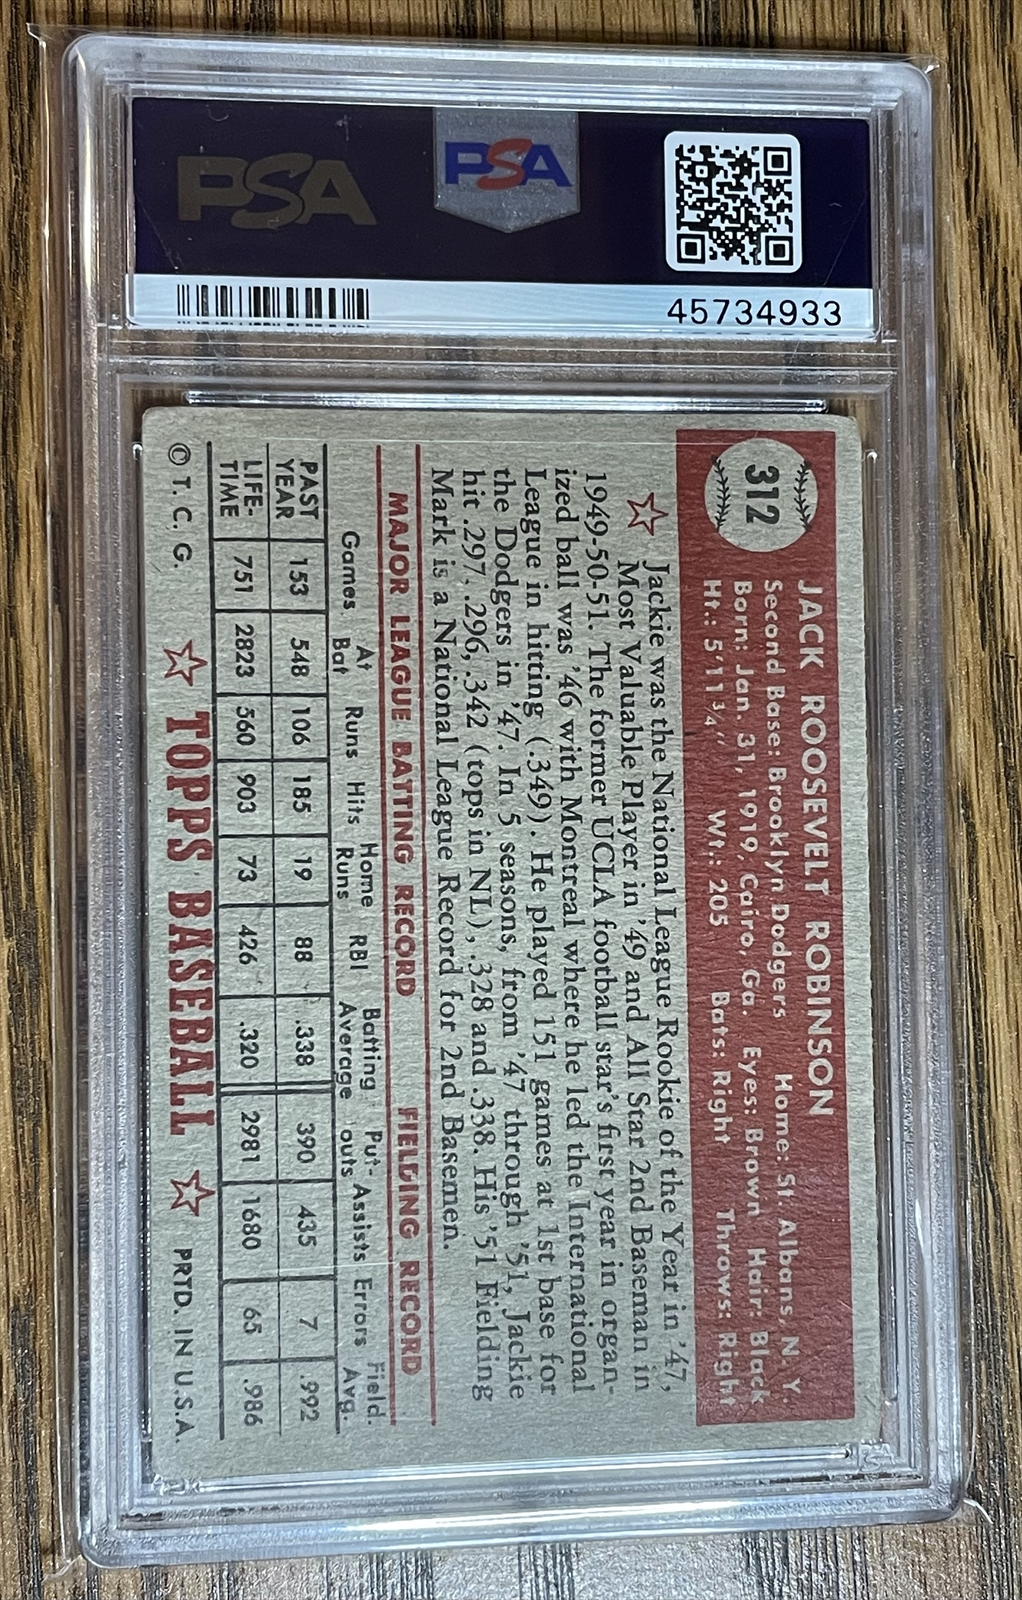 PSA
PSA
45734933
312
JACK ROOSEVELT ROBINSON
Second Base: Brooklyn Dodgers Home: St. Albans, N. Y.
Born: Jan. 31, 1919, Cairo, Ga. Eyes: Brown Hair: Black
Ht.: 5'11¾" Wt.: 205 Bats: Right Throws: Right
Jackie was the National League Rookie of the Year in '47,
Most Valuable Player in '49 and All Star 2nd Baseman in
1949-50-51. The former UCLA football star's first year in organ-
ized ball was '46 with Montreal where he led the International
League in hitting (.349). He played 151 games at 1st base for
the Dodgers in '47. In 5 seasons, from '47 through '51, Jackie
hit .297, .296, .342 (tops in NL), .328 and .338. His '51 Fielding
Mark is a National League Record for 2nd Basemen.
MAJOR LEAGUE BATTING RECORD FIELDING RECORD
Games At Bat Runs Hits Home Runs RBI Batting Average Put-outs Assists Errors Field. Avg.
PAST YEAR 153 548 106 185 19 88 .338 390 435 7 .992
LIFE-TIME 751 2823 560 903 73 426 .320 2981 1680 65 .986
© T. C. G. TOPPS BASEBALL PRTD. IN U.S.A.